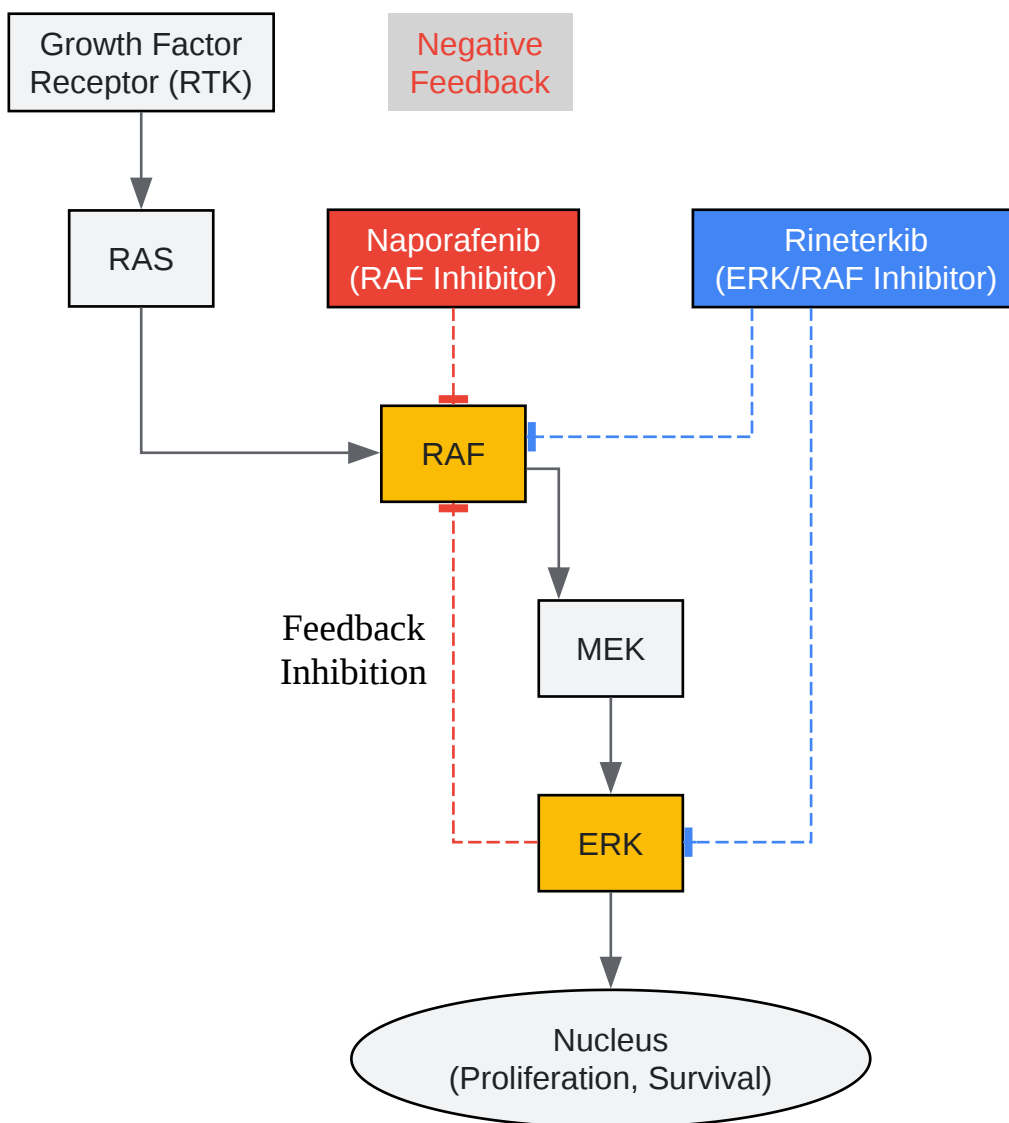 Growth Factor
Receptor (RTK)
Negative
Feedback
RAS
Naporafenib
(RAF Inhibitor)
Rineterkib
(ERK/RAF Inhibitor)
RAF
Feedback
Inhibition
MEK
ERK
Nucleus
(Proliferation, Survival)